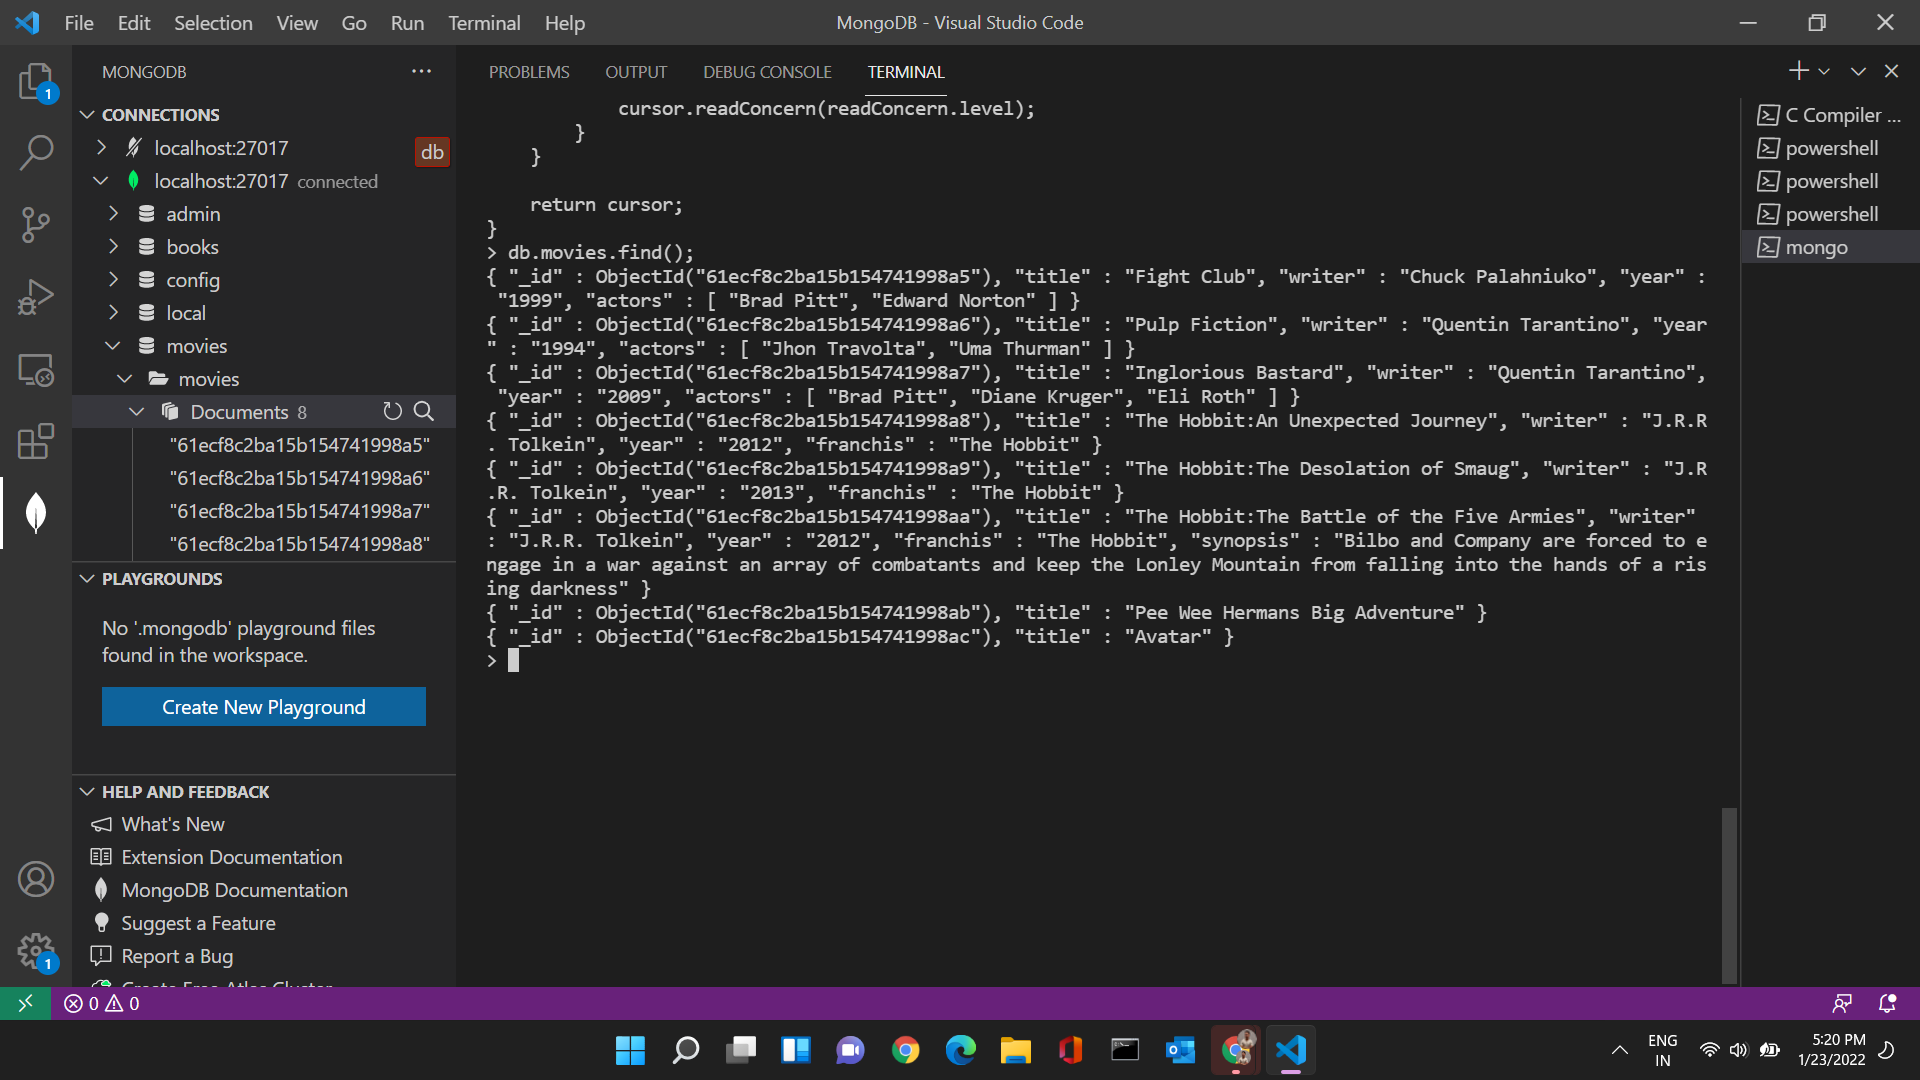 File Edit Selection View Go Run Terminal Help
MongoDB - Visual Studio Code
MONGODB
CONNECTIONS
localhost:27017
db
localhost:27017 connected
admin
books
config
local
movies
movies
Documents 8
"61ecf8c2ba15b154741998a5"
"61ecf8c2ba15b154741998a6"
"61ecf8c2ba15b154741998a7"
"61ecf8c2ba15b154741998a8"
PLAYGROUNDS
No '.mongodb' playground files
found in the workspace.
Create New Playground
HELP AND FEEDBACK
What's New
Extension Documentation
MongoDB Documentation
Suggest a Feature
Report a Bug
Create Free Atlas Cluster
PROBLEMS OUTPUT DEBUG CONSOLE TERMINAL
cursor.readConcern(readConcern.level);
}
}
return cursor;
}
> db.movies.find();
{ "_id" : ObjectId("61ecf8c2ba15b154741998a5"), "title" : "Fight Club", "writer" : "Chuck Palahniuko", "year" :
"1999", "actors" : [ "Brad Pitt", "Edward Norton" ] }
{ "_id" : ObjectId("61ecf8c2ba15b154741998a6"), "title" : "Pulp Fiction", "writer" : "Quentin Tarantino", "year
" : "1994", "actors" : [ "Jhon Travolta", "Uma Thurman" ] }
{ "_id" : ObjectId("61ecf8c2ba15b154741998a7"), "title" : "Inglorious Bastard", "writer" : "Quentin Tarantino",
"year" : "2009", "actors" : [ "Brad Pitt", "Diane Kruger", "Eli Roth" ] }
{ "_id" : ObjectId("61ecf8c2ba15b154741998a8"), "title" : "The Hobbit:An Unexpected Journey", "writer" : "J.R.R
. Tolkein", "year" : "2012", "franchis" : "The Hobbit" }
{ "_id" : ObjectId("61ecf8c2ba15b154741998a9"), "title" : "The Hobbit:The Desolation of Smaug", "writer" : "J.R
.R. Tolkein", "year" : "2013", "franchis" : "The Hobbit" }
{ "_id" : ObjectId("61ecf8c2ba15b154741998aa"), "title" : "The Hobbit:The Battle of the Five Armies", "writer"
: "J.R.R. Tolkein", "year" : "2012", "franchis" : "The Hobbit", "synopsis" : "Bilbo and Company are forced to e
ngage in a war against an array of combatants and keep the Lonley Mountain from falling into the hands of a ris
ing darkness" }
{ "_id" : ObjectId("61ecf8c2ba15b154741998ab"), "title" : "Pee Wee Hermans Big Adventure" }
{ "_id" : ObjectId("61ecf8c2ba15b154741998ac"), "title" : "Avatar" }
>
C Compiler ...
powershell
powershell
powershell
mongo
1
1
0 0
ENG
IN
5:20 PM
1/23/2022